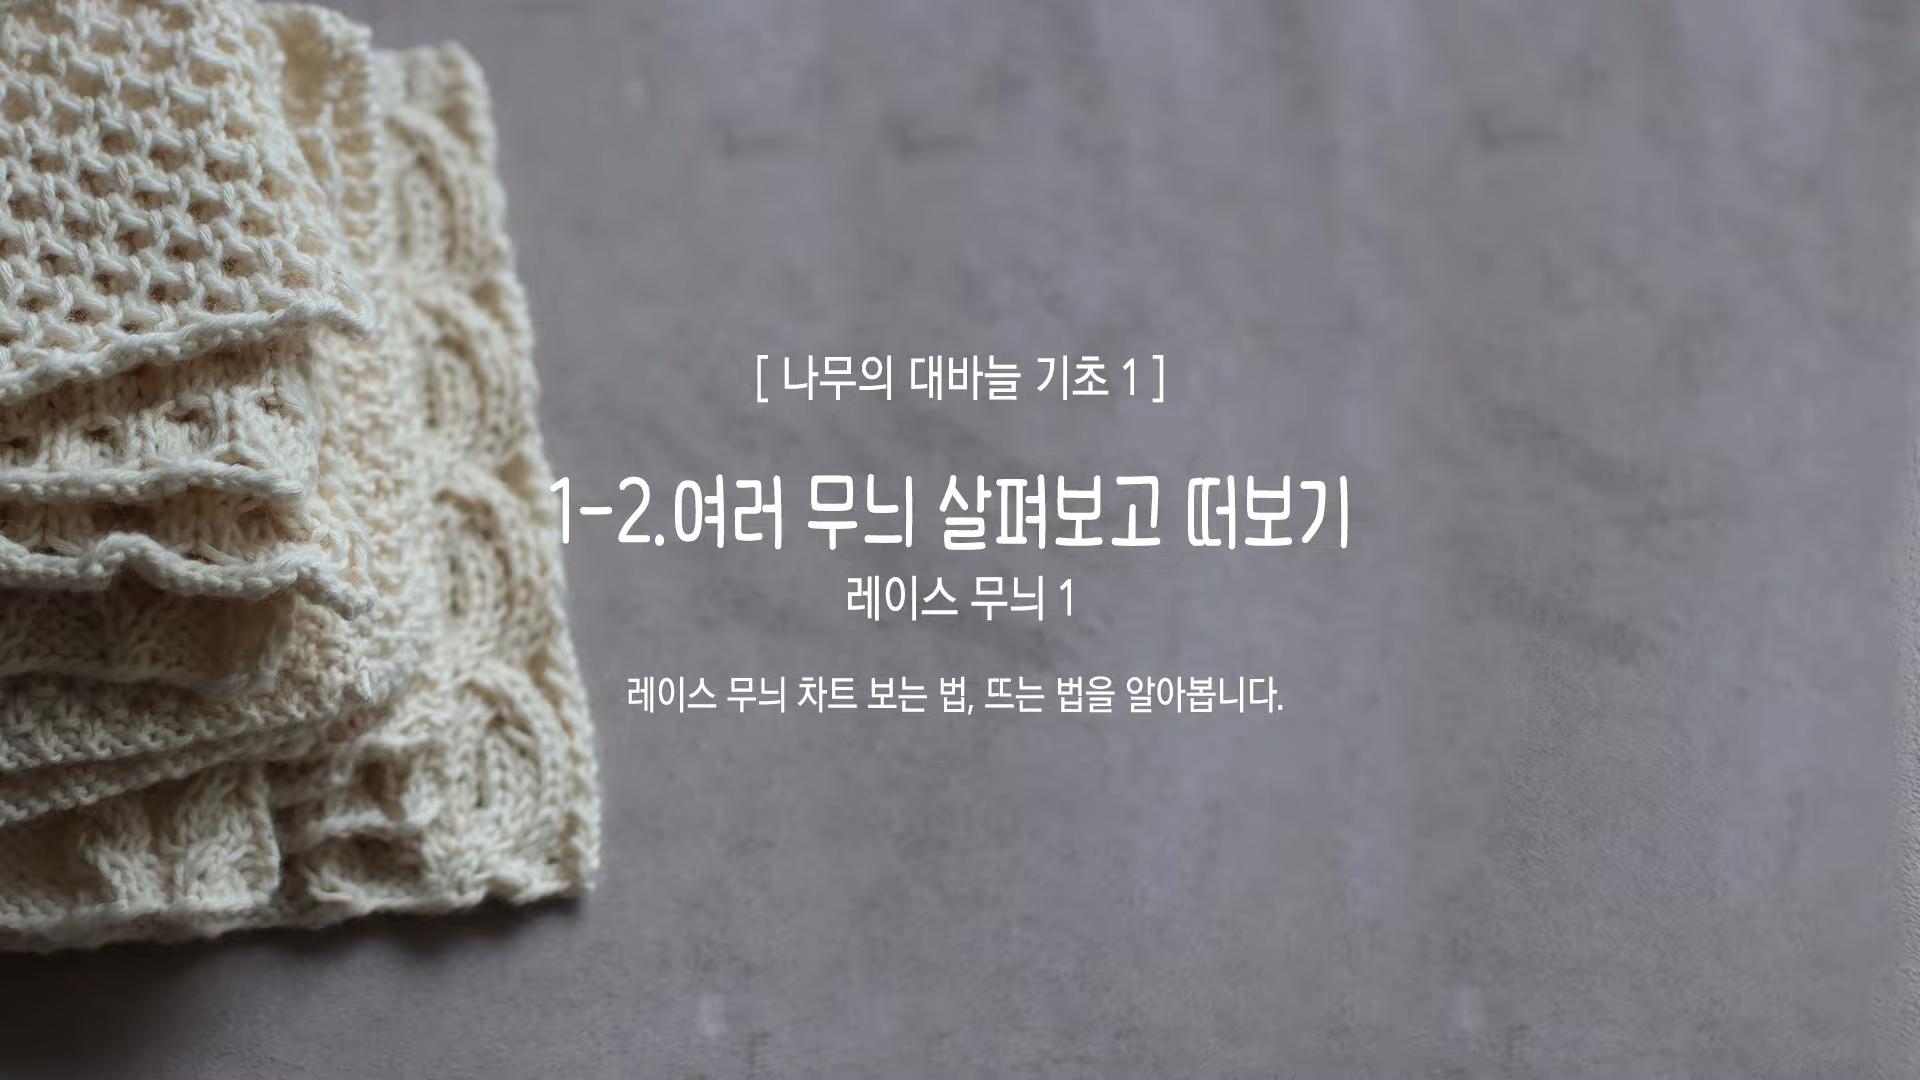 [ 나무의 대바늘 기초 1 ]
1-2.여러 무늬 살펴보고 떠보기
레이스 무늬 1
레이스 무늬 차트 보는 법, 뜨는 법을 알아봅니다.